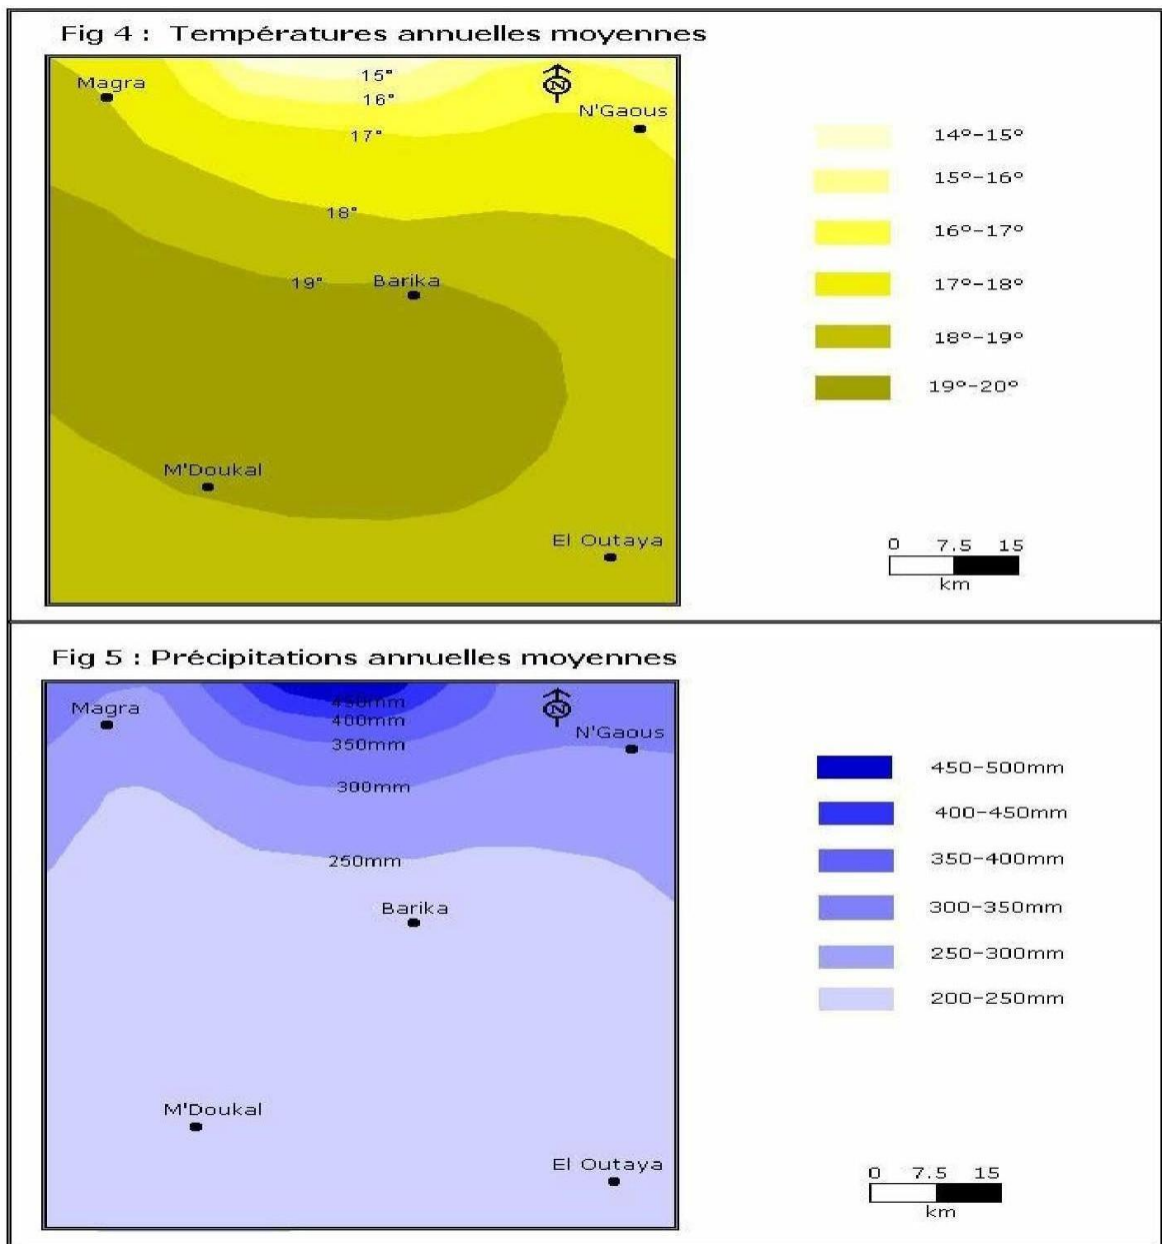 Fig 4 : Températures annuelles moyennes
15°
Magra
N
16°
N'Gaous
17°
14°-15°
15°-16°
18°
16°-17°
19°
Barika
17°-18°
18°-19°
19°-20°
M'Doukal
El Outaya
0 7.5 15
km
Fig 5 : Précipitations annuelles moyennes
450mm
Magra
N
400mm
N'Gaous
350mm
300mm
450-500mm
400-450mm
250mm
350-400mm
Barika
300-350mm
250-300mm
200-250mm
M'Doukal
El Outaya
0 7.5 15
km